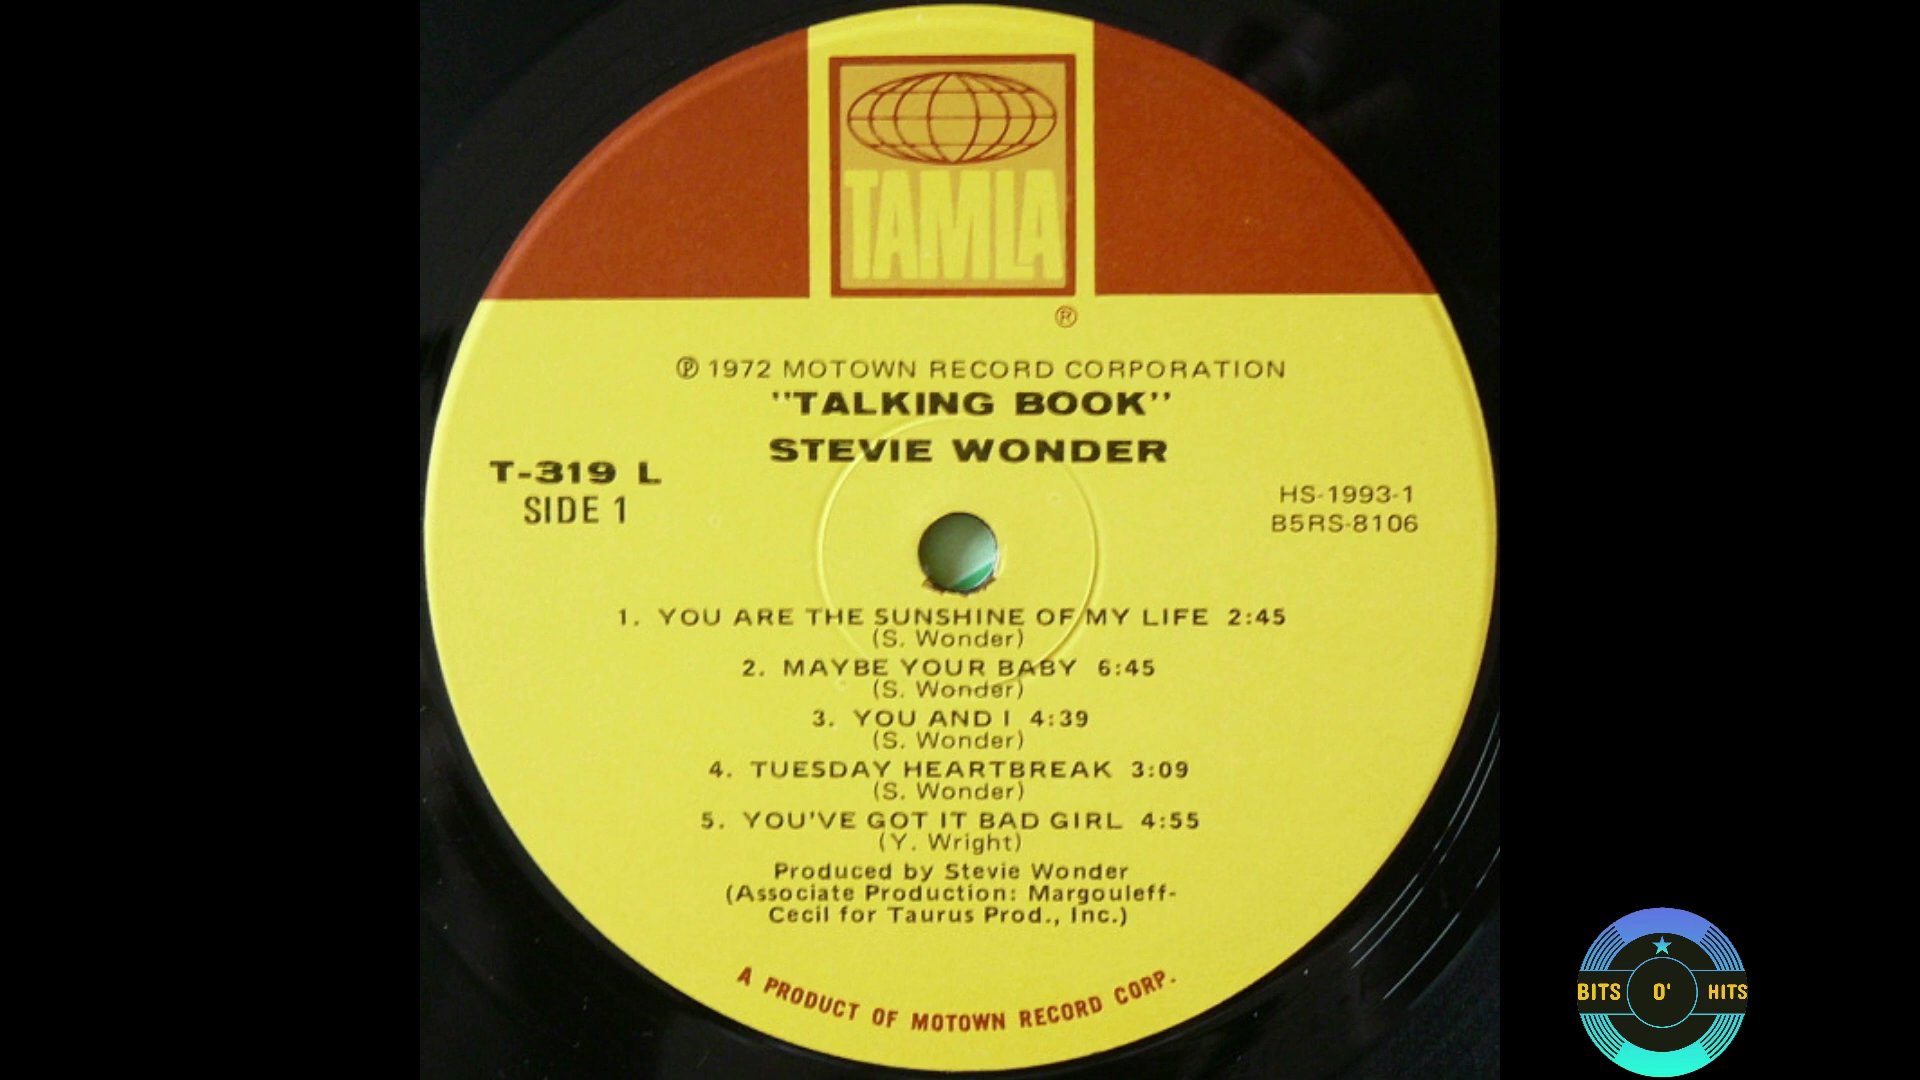 TAMLA
®
℗ 1972 MOTOWN RECORD CORPORATION
"TALKING BOOK"
STEVIE WONDER
T-319 L
SIDE 1
HS-1993-1
B5RS-8106
1. YOU ARE THE SUNSHINE OF MY LIFE 2:45
(S. Wonder)
2. MAYBE YOUR BABY 6:45
(S. Wonder)
3. YOU AND I 4:39
(S. Wonder)
4. TUESDAY HEARTBREAK 3:09
(S. Wonder)
5. YOU'VE GOT IT BAD GIRL 4:55
(Y. Wright)
Produced by Stevie Wonder
(Associate Production: Margouleff-
Cecil for Taurus Prod., Inc.)
A PRODUCT OF MOTOWN RECORD CORP.
BITS O' HITS